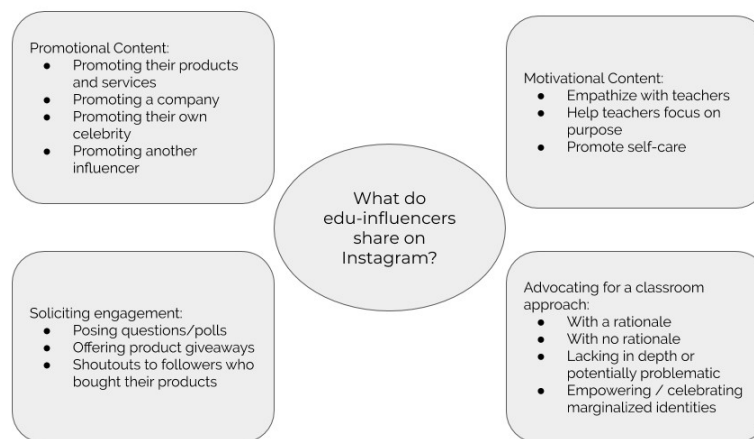 Promotional Content:
● Promoting their products
and services
● Promoting a company
● Promoting their own
celebrity
● Promoting another
influencer
Motivational Content:
● Empathize with teachers
● Help teachers focus on
purpose
● Promote self-care
What do
edu-influencers
share on
Instagram?
Soliciting engagement:
● Posing questions/polls
● Offering product giveaways
● Shoutouts to followers who
bought their products
Advocating for a classroom
approach:
● With a rationale
● With no rationale
● Lacking in depth or
potentially problematic
● Empowering / celebrating
marginalized identities